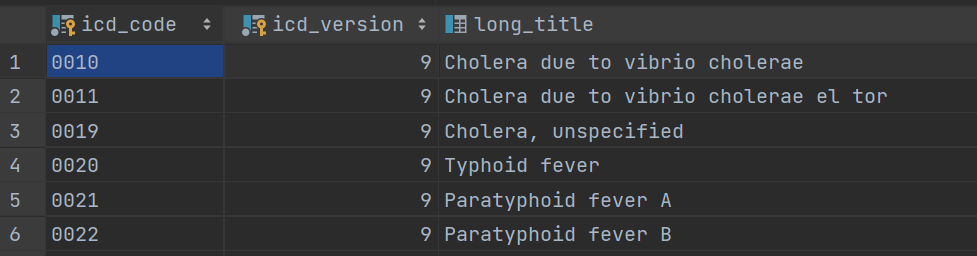 icd_code icd_version long_title
1 0010 9 Cholera due to vibrio cholerae
2 0011 9 Cholera due to vibrio cholerae el tor
3 0019 9 Cholera, unspecified
4 0020 9 Typhoid fever
5 0021 9 Paratyphoid fever A
6 0022 9 Paratyphoid fever B